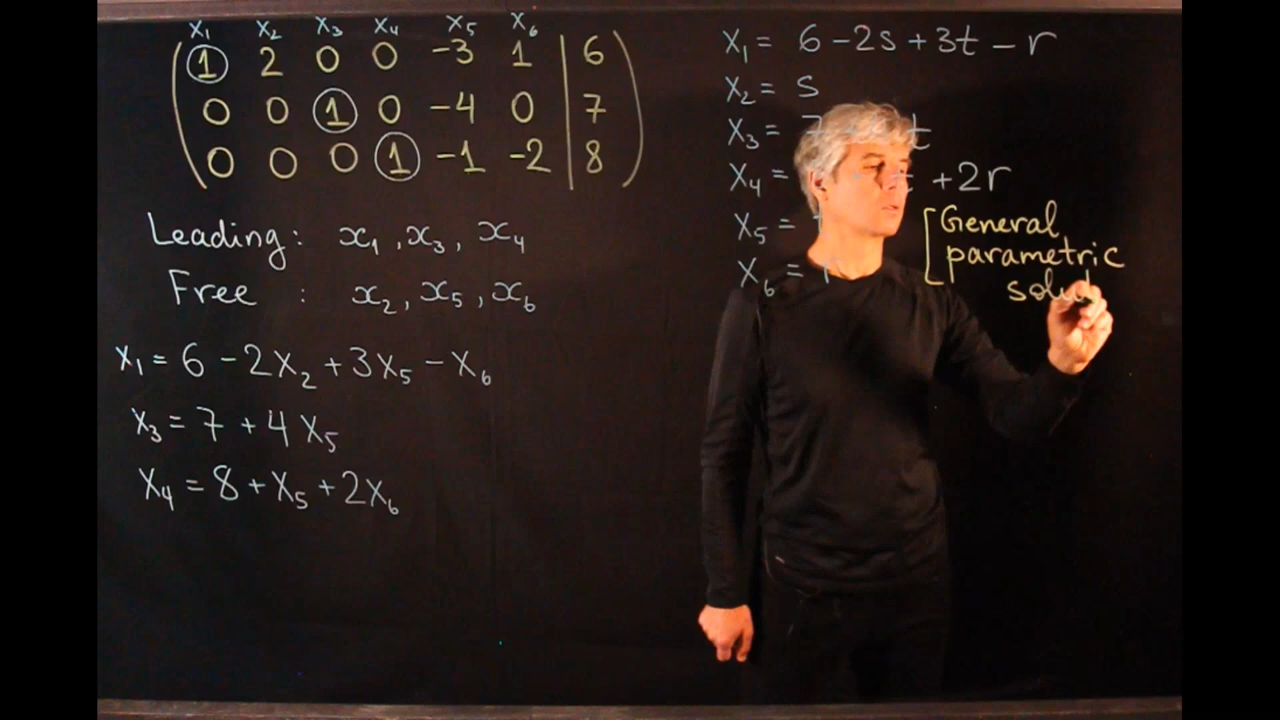 x₁ x₂ x₃ x₄ x₅ x₆
1 2 0 0 -3 1 | 6
0 0 1 0 -4 0 | 7
0 0 0 1 -1 -2 | 8
Leading: x₁, x₃, x₄
Free : x₂, x₅, x₆
x₁ = 6 - 2x₂ + 3x₅ - x₆
x₃ = 7 + 4x₅
x₄ = 8 + x₅ + 2x₆
x₁ = 6 - 2s + 3t - r
x₂ = s
x₃ = 7 t
x₄ = t + 2r
x₅ =
x₆ =
General
parametric